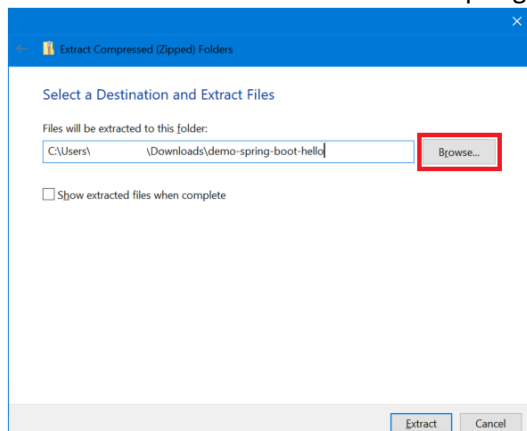 Extract Compressed (Zipped) Folders
Select a Destination and Extract Files
Files will be extracted to this folder:
C:\Users\ \Downloads\demo-spring-boot-hello
Browse...
Show extracted files when complete
Extract Cancel